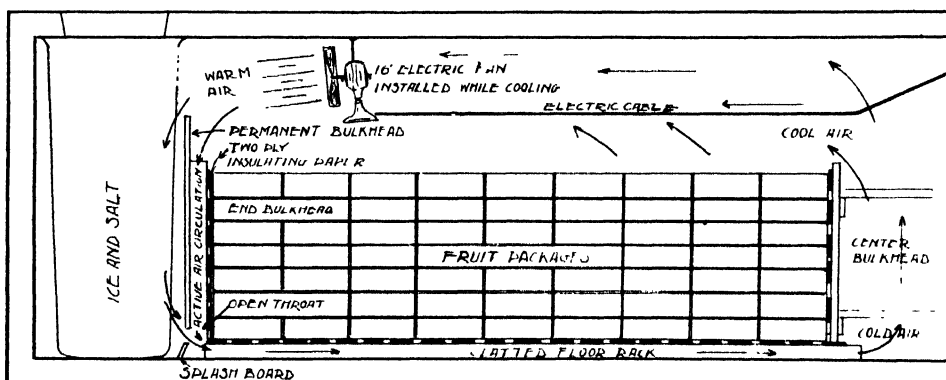 WARM
AIR
16" ELECTRIC FAN
INSTALLED WHILE COOLING
ELECTRIC CABLE
PERMANENT BULKHEAD
TWO PLY
INSULATING PAPER
COOL AIR
ICE AND SALT
ACTIVE AIR CIRCULATION
END BULKHEAD
FRUIT PACKAGES
CENTER
BULKHEAD
OPEN THROAT
COLD AIR
SLATTED FLOOR RACK
SPLASH BOARD